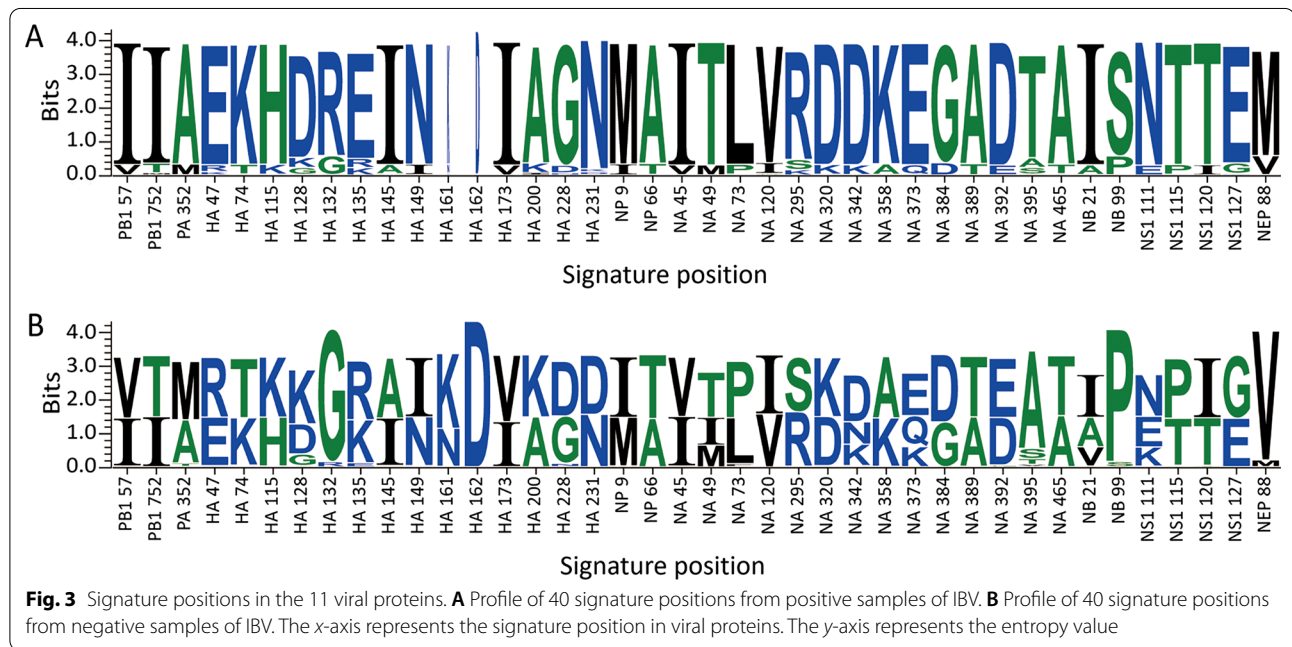 A
4.0
3.0
2.0
1.0
0.0
Bits
I I A E K H D R E I N D I A G N M A I T L V R D D K E G A D T A I S N T T E M
V T M R T K K G R A I V K D N I T V M P I S K K A Q D T E A T A P E P I G V
PB1 57
PB1 752
PA 352
HA 47
HA 74
HA 115
HA 128
HA 132
HA 135
HA 145
HA 149
HA 161
HA 162
HA 173
HA 200
HA 228
HA 231
NP 9
NP 66
NA 45
NA 49
NA 73
NA 120
NA 295
NA 320
NA 342
NA 358
NA 373
NA 384
NA 389
NA 392
NA 395
NA 465
NB 21
NB 99
NS1 111
NS1 115
NS1 120
NS1 127
NEP 88
Signature position
B
4.0
3.0
2.0
1.0
0.0
Bits
V T M R T K K G R A I K D V K D D I T V T P I S K D A E D T E A T I P N P I G V
I I A E K H D K I N N I A G N M A I I L V R D N K Q G A D S A A E T T E
G M K K V K
PB1 57
PB1 752
PA 352
HA 47
HA 74
HA 115
HA 128
HA 132
HA 135
HA 145
HA 149
HA 161
HA 162
HA 173
HA 200
HA 228
HA 231
NP 9
NP 66
NA 45
NA 49
NA 73
NA 120
NA 295
NA 320
NA 342
NA 358
NA 373
NA 384
NA 389
NA 392
NA 395
NA 465
NB 21
NB 99
NS1 111
NS1 115
NS1 120
NS1 127
NEP 88
Signature position
Fig. 3 Signature positions in the 11 viral proteins. A Profile of 40 signature positions from positive samples of IBV. B Profile of 40 signature positions
from negative samples of IBV. The x-axis represents the signature position in viral proteins. The y-axis represents the entropy value